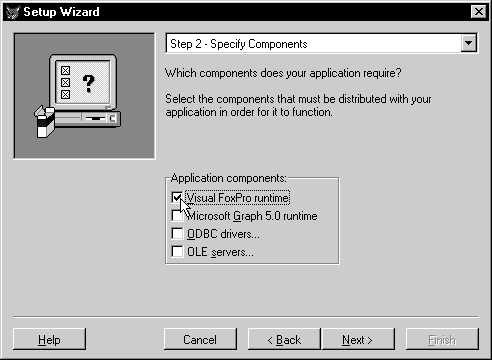 Setup Wizard
Step 2 - Specify Components
Which components does your application require?
Select the components that must be distributed with your
application in order for it to function.
?
Application components:
Visual FoxPro runtime
Microsoft Graph 5.0 runtime
ODBC drivers...
OLE servers...
Help
Cancel
< Back
Next >
Finish